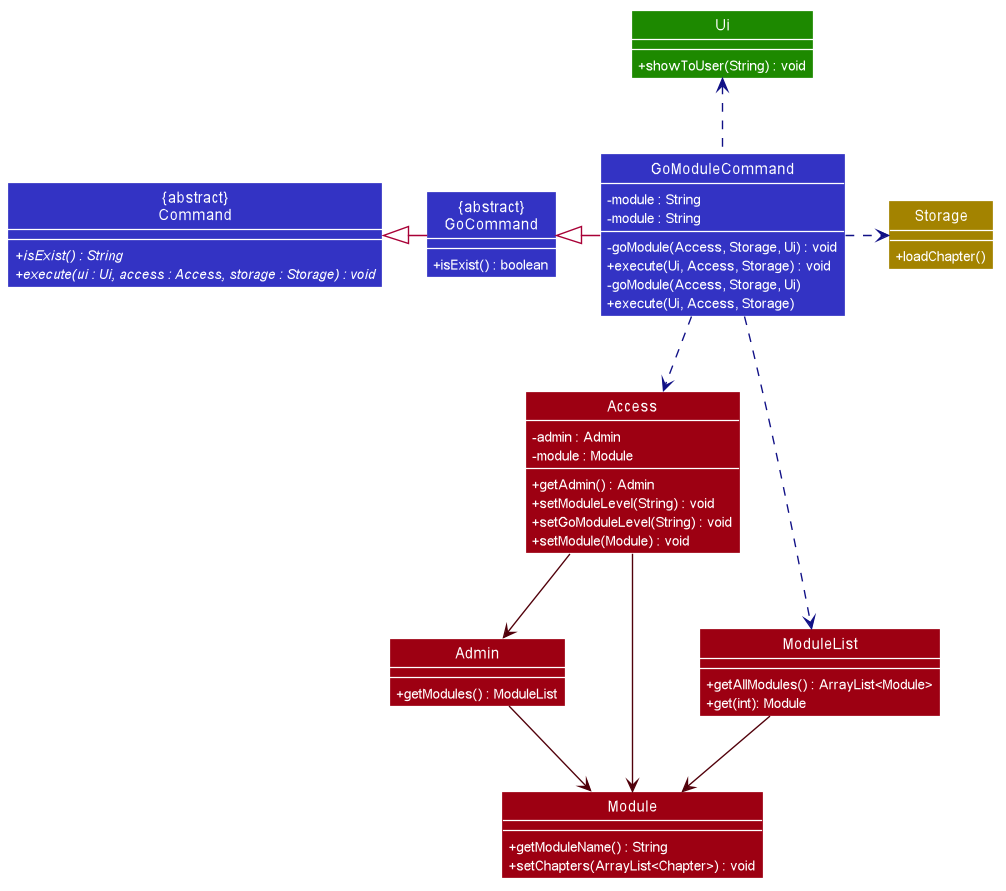 Ui
+showToUser(String) : void
{abstract}
Command
+isExist() : String
+execute(ui : Ui, access : Access, storage : Storage) : void
{abstract}
GoCommand
+isExist() : boolean
GoModuleCommand
-module : String
-module : String
-goModule(Access, Storage, Ui) : void
+execute(Ui, Access, Storage) : void
-goModule(Access, Storage, Ui)
+execute(Ui, Access, Storage)
Storage
+loadChapter()
Access
-admin : Admin
-module : Module
+getAdmin() : Admin
+setModuleLevel(String) : void
+setGoModuleLevel(String) : void
+setModule(Module) : void
Admin
+getModules() : ModuleList
ModuleList
+getAllModules() : ArrayList<Module>
+get(int): Module
Module
+getModuleName() : String
+setChapters(ArrayList<Chapter>) : void